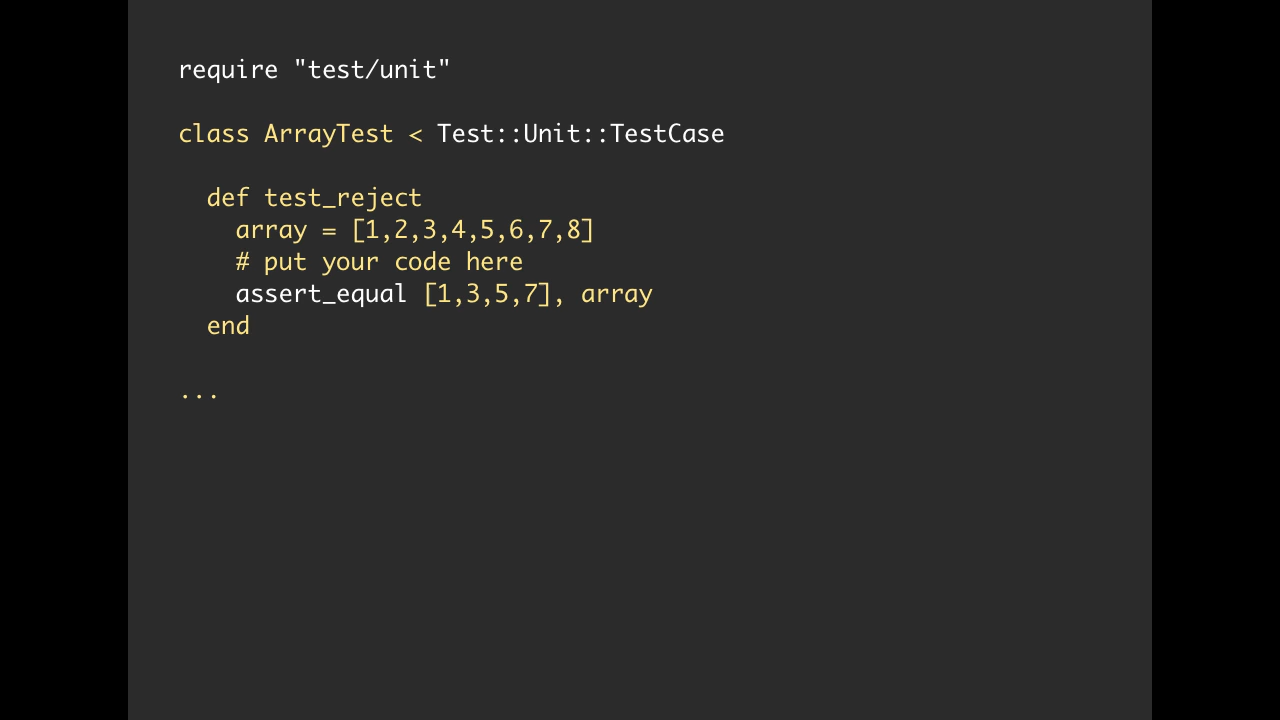 require "test/unit"
class ArrayTest < Test::Unit::TestCase
def test_reject
array = [1,2,3,4,5,6,7,8]
# put your code here
assert_equal [1,3,5,7], array
end
...